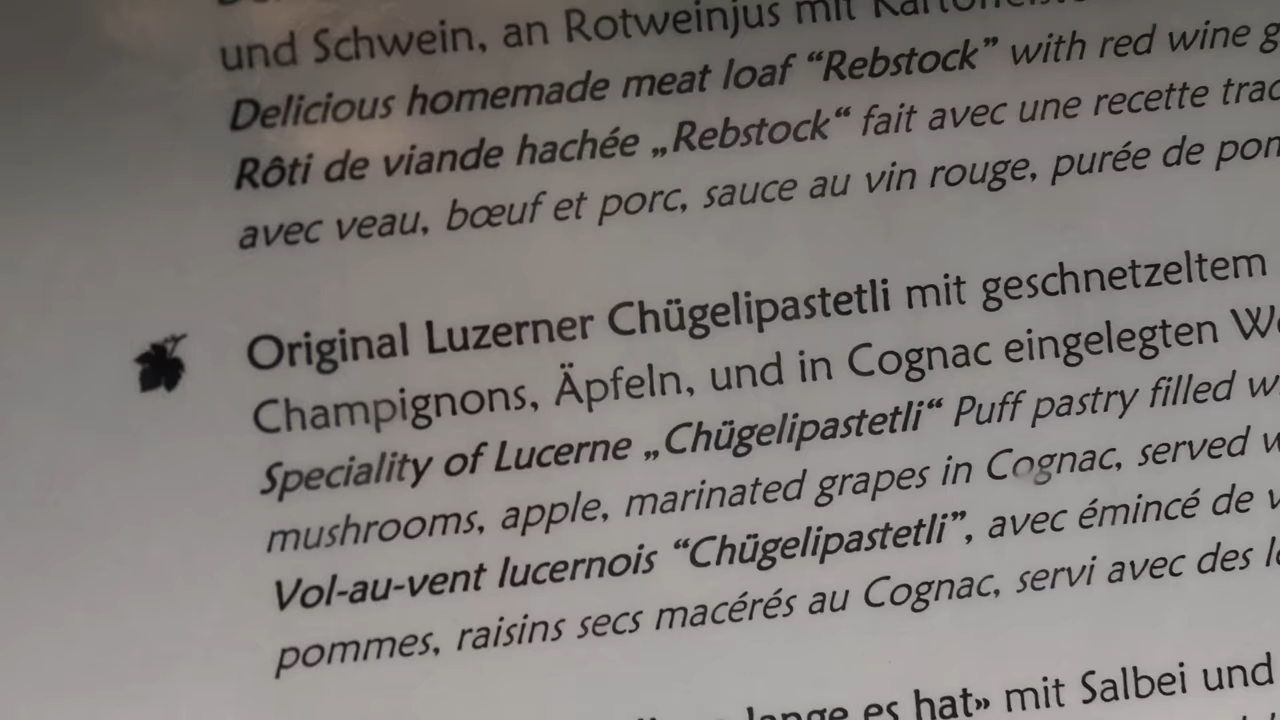 und Schwein, an Rotweinjus mit
Delicious homemade meat loaf “Rebstock” with red wine
Rôti de viande hachée „Rebstock“ fait avec une recette
avec veau, bœuf et porc, sauce au vin rouge, purée de
Original Luzerner Chügelipastetli mit geschnetzeltem
Champignons, Äpfeln, und in Cognac eingelegten
Speciality of Lucerne „Chügelipastetli“ Puff pastry filled
mushrooms, apple, marinated grapes in Cognac, served
Vol-au-vent lucernois “Chügelipastetli”, avec émincé de
pommes, raisins secs macérés au Cognac, servi avec des
es hat» mit Salbei und